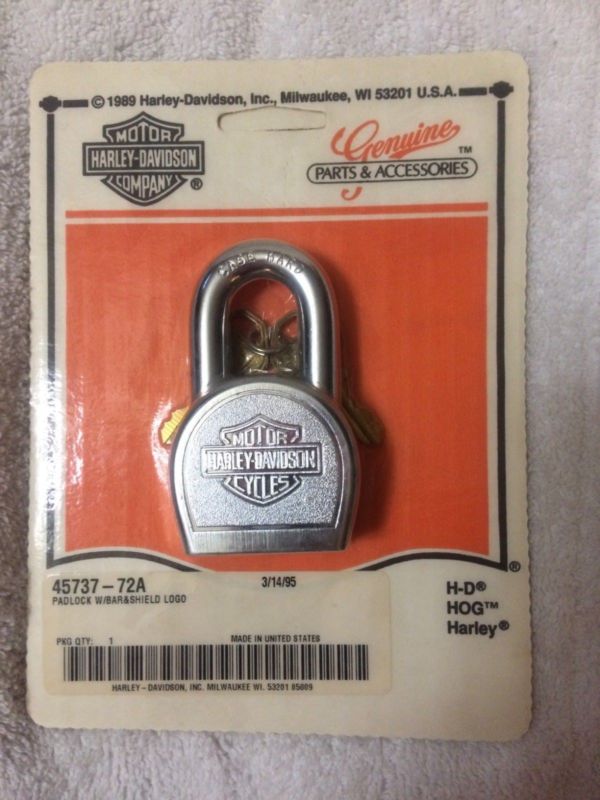 © 1989 Harley-Davidson, Inc., Milwaukee, WI 53201 U.S.A.
MOTOR
HARLEY-DAVIDSON
COMPANY ®
Genuine ™
PARTS & ACCESSORIES
CASE HARD
MOTOR
HARLEY-DAVIDSON
CYCLES
®
45737-72A
3/14/95
PADLOCK W/BAR&SHIELD LOGO
H-D®
HOG™
Harley®
PKG QTY: 1
MADE IN UNITED STATES
HARLEY-DAVIDSON, INC. MILWAUKEE WI. 53201 85009